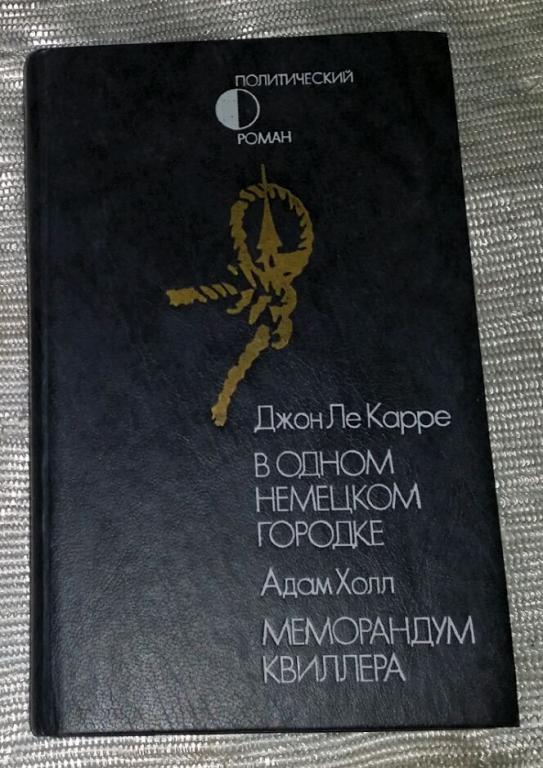 ПОЛИТИЧЕСКИЙ
РОМАН
Джон Ле Карре
В ОДНОМ
НЕМЕЦКОМ
ГОРОДКЕ
Адам Холл
МЕМОРАНДУМ
КВИЛЛЕРА